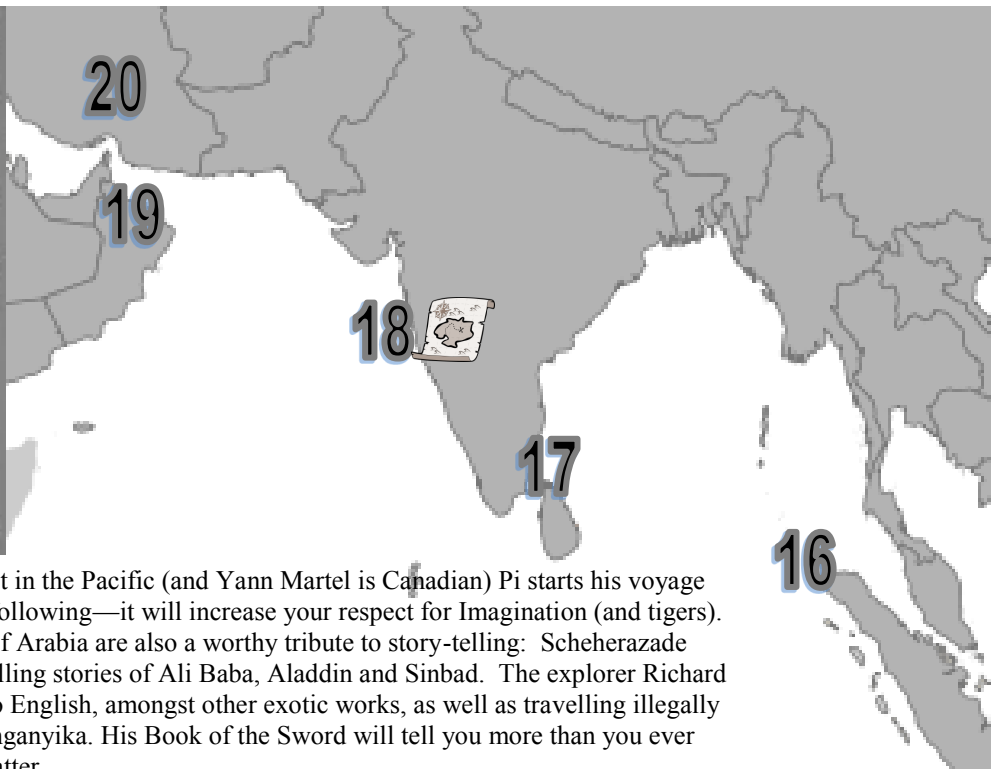 20
19
18
17
16
t in the Pacific (and Yann Martel is Canadian) Pi starts his voyage
ollowing—it will increase your respect for Imagination (and tigers).
f Arabia are also a worthy tribute to story-telling:  Scheherazade
lling stories of Ali Baba, Aladdin and Sinbad.  The explorer Richard
o English, amongst other exotic works, as well as travelling illegally
nganyika. His Book of the Sword will tell you more than you ever
atter